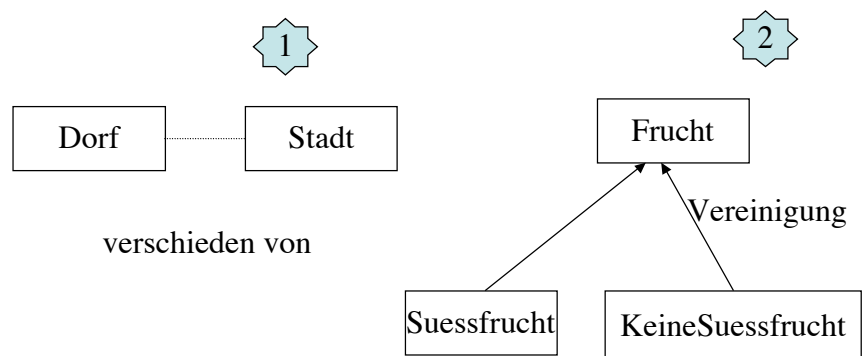 1
2
Dorf
Stadt
Frucht
Vereinigung
verschieden von
Suessfrucht
KeineSuessfrucht